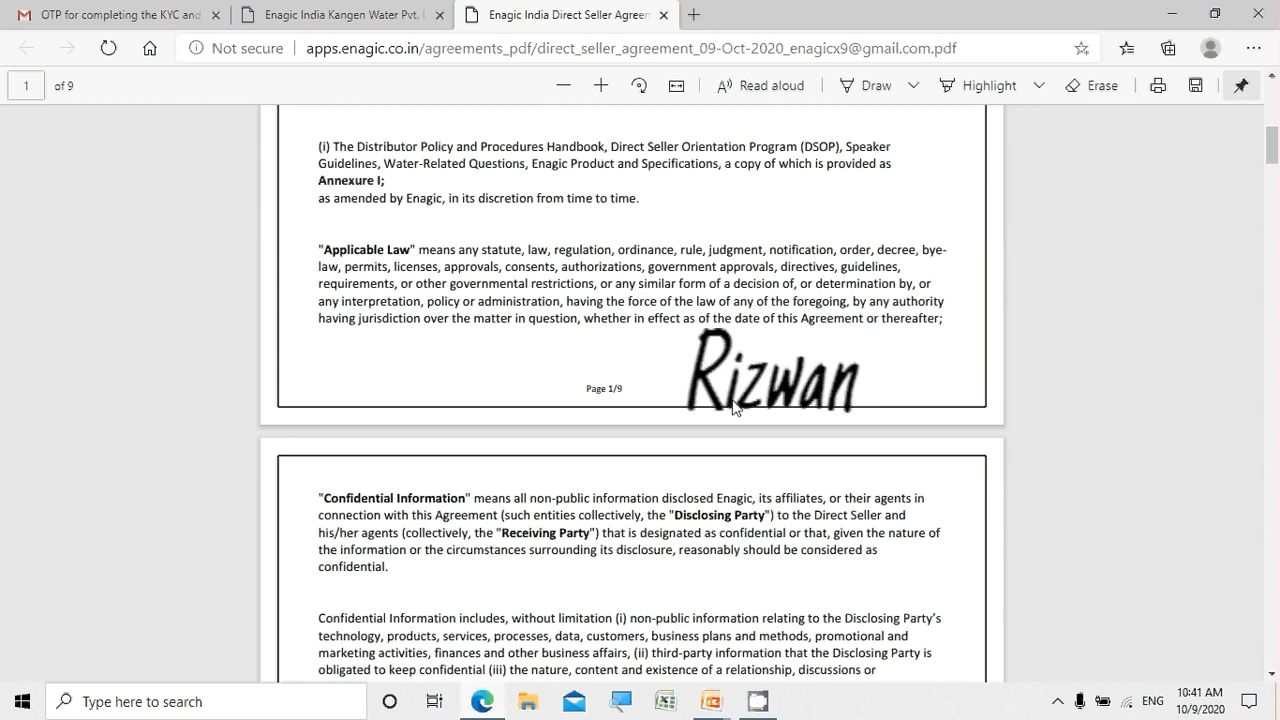 OTP for completing the KYC and
Enagic India Kangen Water Pvt. L
Enagic India Direct Seller Agreem
Not secure
apps.enagic.co.in/agreements_pdf/direct_seller_agreement_09-Oct-2020_enagicx9@gmail.com.pdf
1 of 9
Read aloud
Draw
Highlight
Erase
(i) The Distributor Policy and Procedures Handbook, Direct Seller Orientation Program (DSOP), Speaker
Guidelines, Water-Related Questions, Enagic Product and Specifications, a copy of which is provided as
Annexure I;
as amended by Enagic, in its discretion from time to time.
"Applicable Law" means any statute, law, regulation, ordinance, rule, judgment, notification, order, decree, bye-
law, permits, licenses, approvals, consents, authorizations, government approvals, directives, guidelines,
requirements, or other governmental restrictions, or any similar form of a decision of, or determination by, or
any interpretation, policy or administration, having the force of the law of any of the foregoing, by any authority
having jurisdiction over the matter in question, whether in effect as of the date of this Agreement or thereafter;
Page 1/9
Rizwan
"Confidential Information" means all non-public information disclosed Enagic, its affiliates, or their agents in
connection with this Agreement (such entities collectively, the "Disclosing Party") to the Direct Seller and
his/her agents (collectively, the "Receiving Party") that is designated as confidential or that, given the nature of
the information or the circumstances surrounding its disclosure, reasonably should be considered as
confidential.
Confidential Information includes, without limitation (i) non-public information relating to the Disclosing Party's
technology, products, services, processes, data, customers, business plans and methods, promotional and
marketing activities, finances and other business affairs, (ii) third-party information that the Disclosing Party is
obligated to keep confidential (iii) the nature, content and existence of a relationship, discussions or
Type here to search
ENG
10:41 AM
10/9/2020